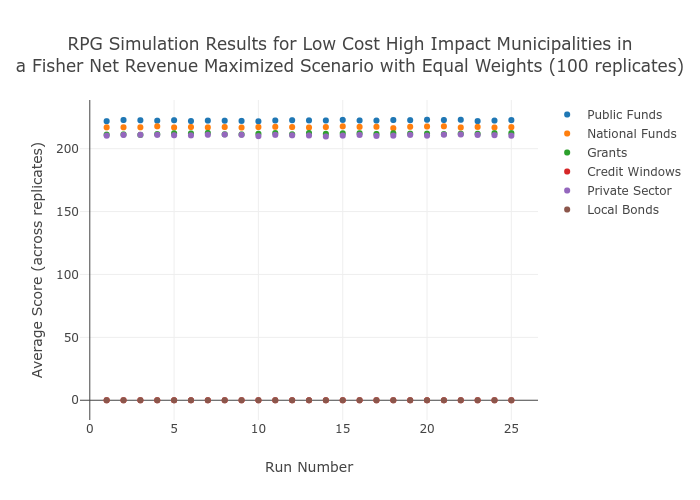 RPG Simulation Results for Low Cost High Impact Municipalities in
a Fisher Net Revenue Maximized Scenario with Equal Weights (100 replicates)
Public Funds
National Funds
Grants
Credit Windows
Private Sector
Local Bonds
Average Score (across replicates)
200
150
100
50
0
0
5
10
15
20
25
Run Number